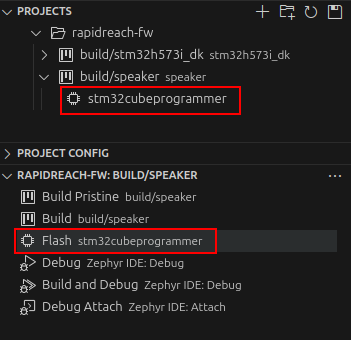 PROJECTS
rapidreach-fw
build/stm32h573i_dk stm32h573i_dk
build/speaker speaker
stm32cubeprogrammer
PROJECT CONFIG
RAPIDREACH-FW: BUILD/SPEAKER
Build Pristine build/speaker
Build build/speaker
Flash stm32cubeprogrammer
Debug Zephyr IDE: Debug
Build and Debug Zephyr IDE: Debug
Debug Attach Zephyr IDE: Attach